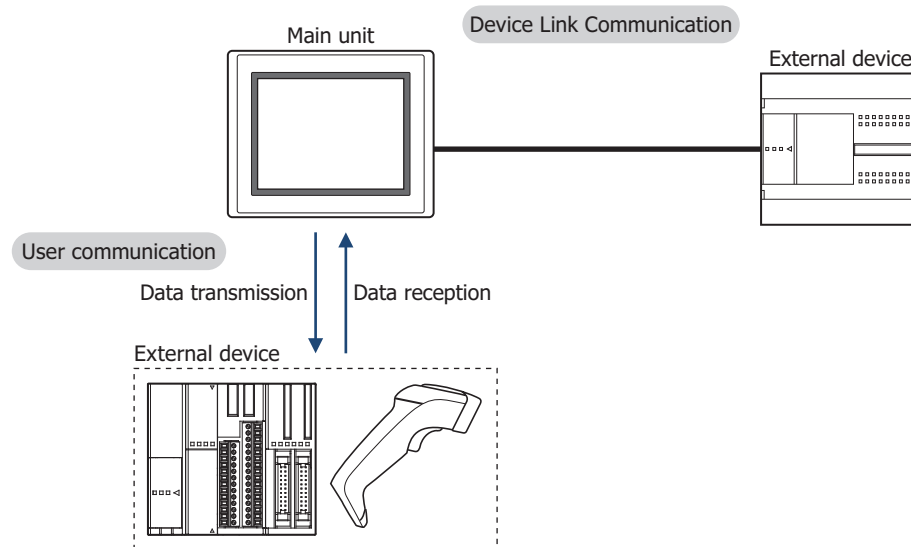 Device Link Communication
Main unit
External device
User communication
Data transmission
Data reception
External device